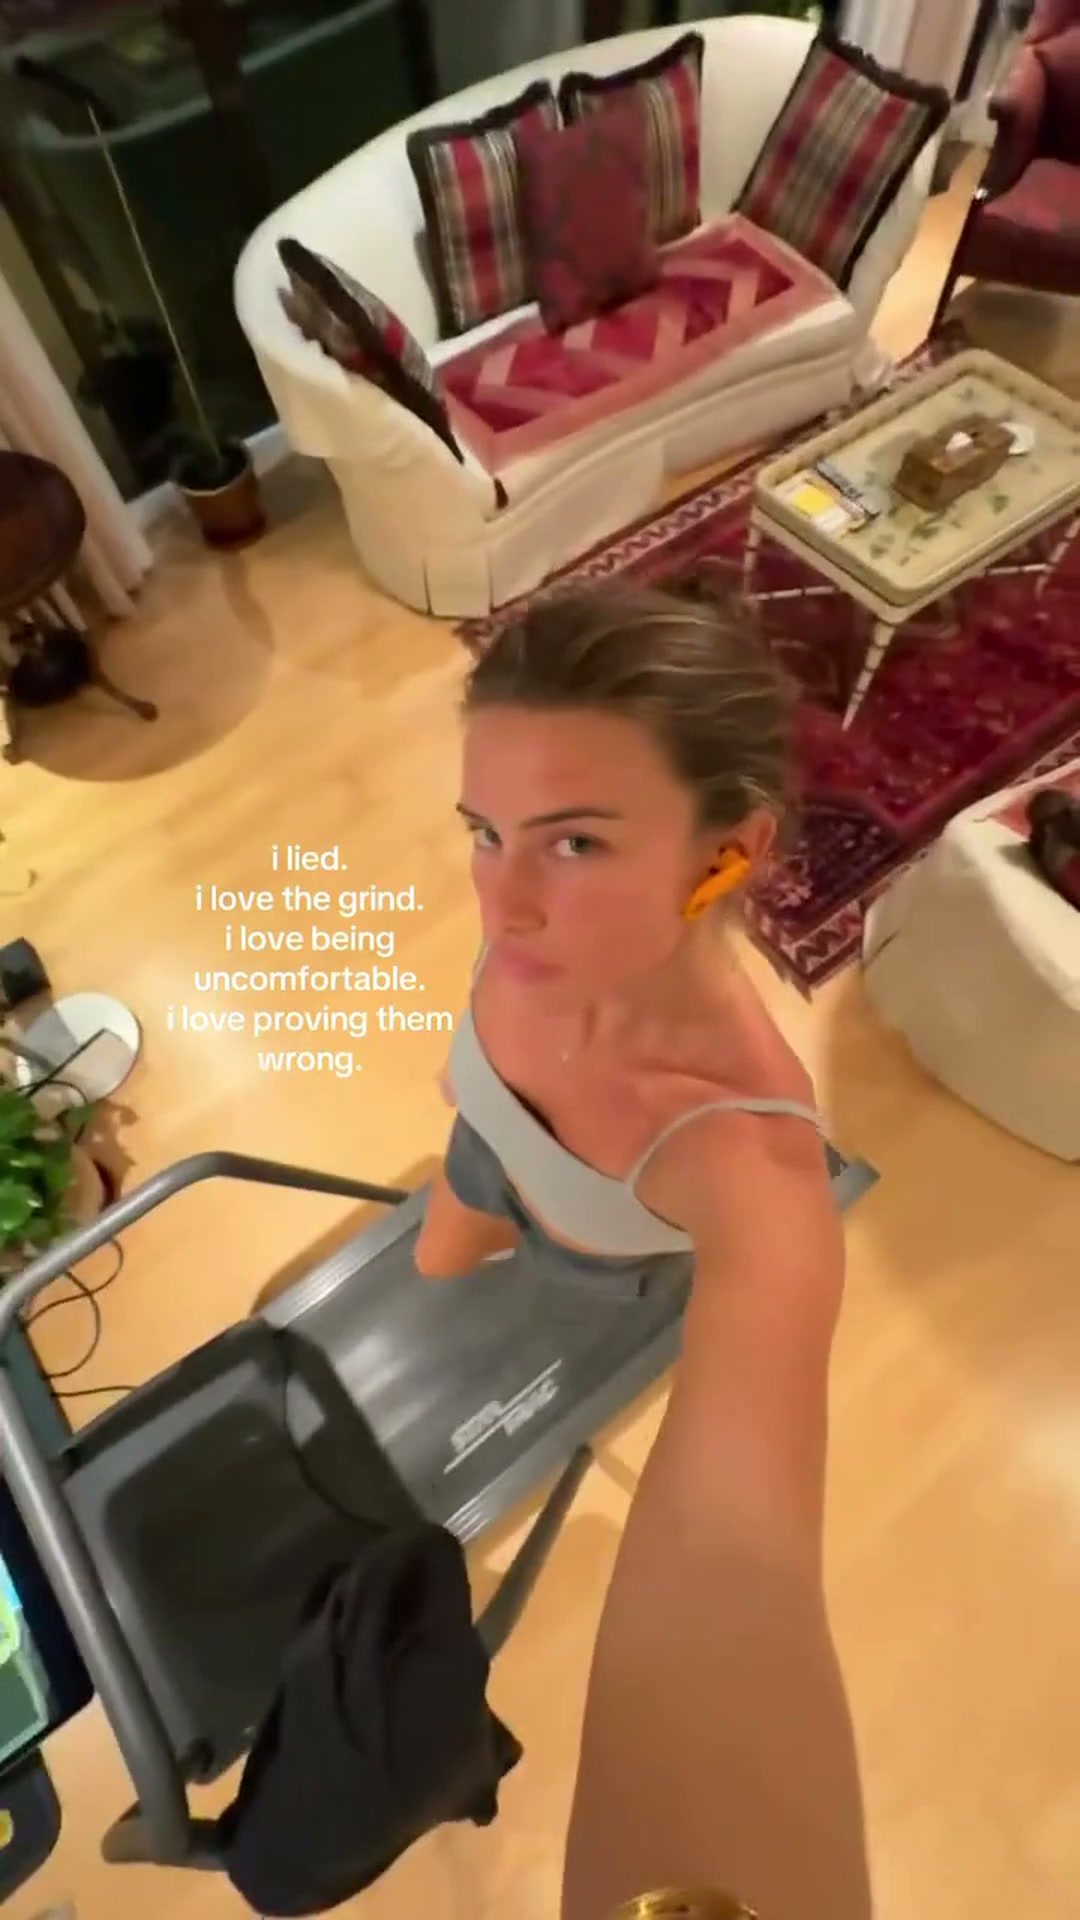 i lied.
i love the grind.
i love being
uncomfortable.
i love proving them
wrong.